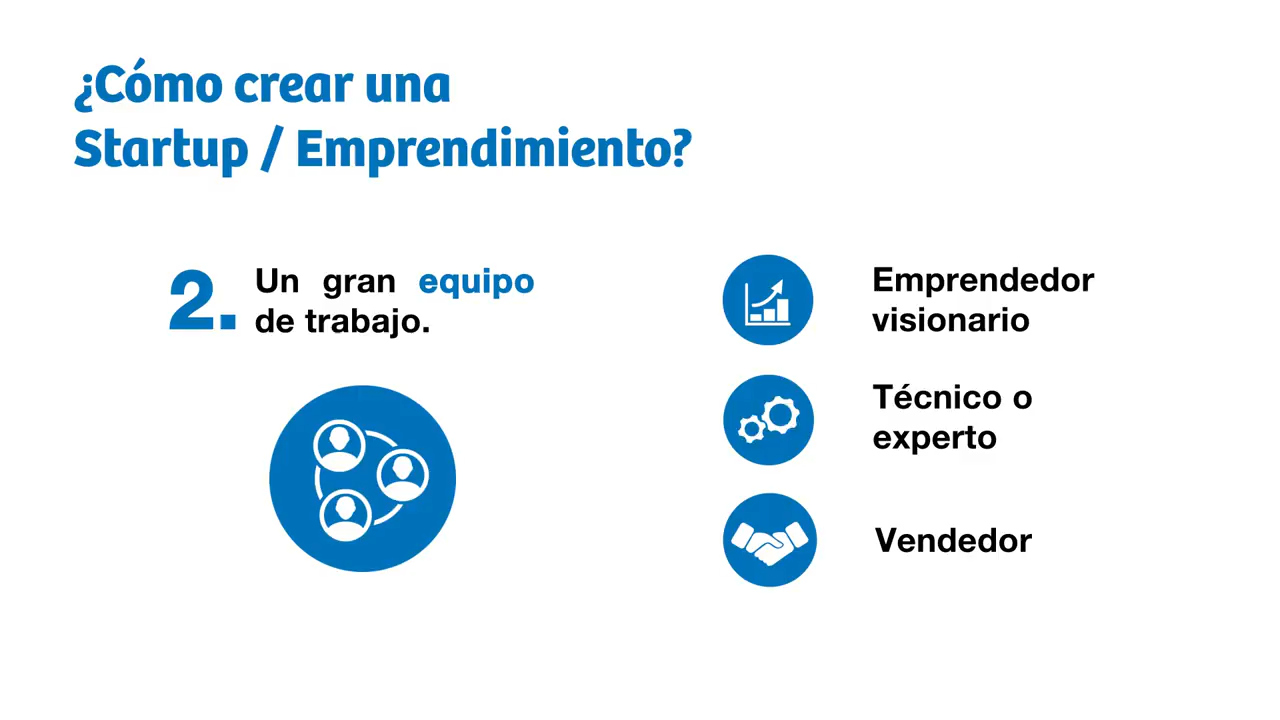 ¿Cómo crear una
Startup / Emprendimiento?
2. Un gran equipo
de trabajo.
Emprendedor
visionario
Técnico o
experto
Vendedor